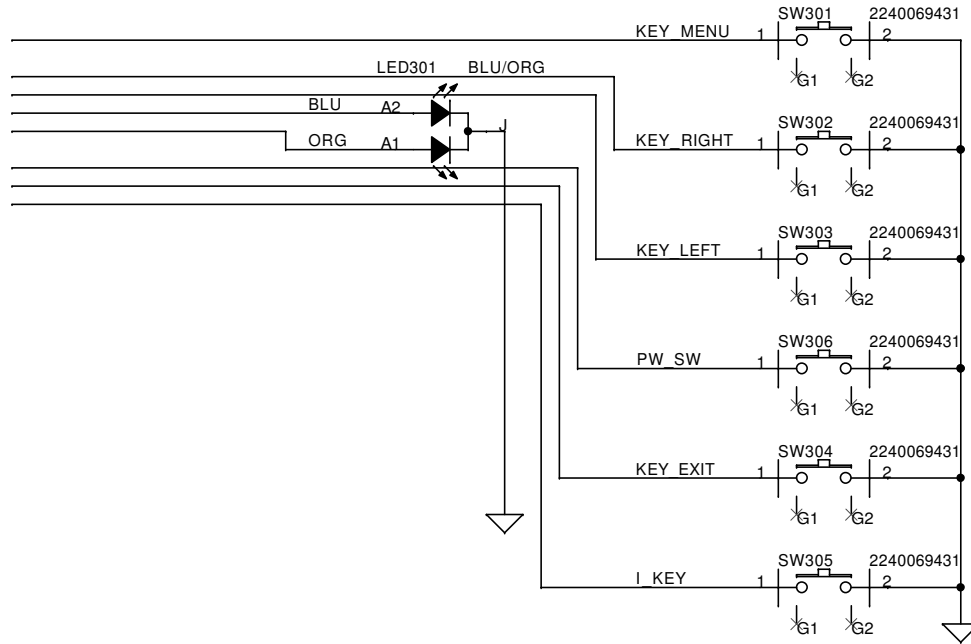 SW301 2240069431
KEY_MENU 1 2
G1 G2
LED301 BLU/ORG
BLU A2
ORG A1
SW302 2240069431
KEY_RIGHT 1 2
G1 G2
SW303 2240069431
KEY_LEFT 1 2
G1 G2
SW306 2240069431
PW_SW 1 2
G1 G2
SW304 2240069431
KEY_EXIT 1 2
G1 G2
SW305 2240069431
I_KEY 1 2
G1 G2